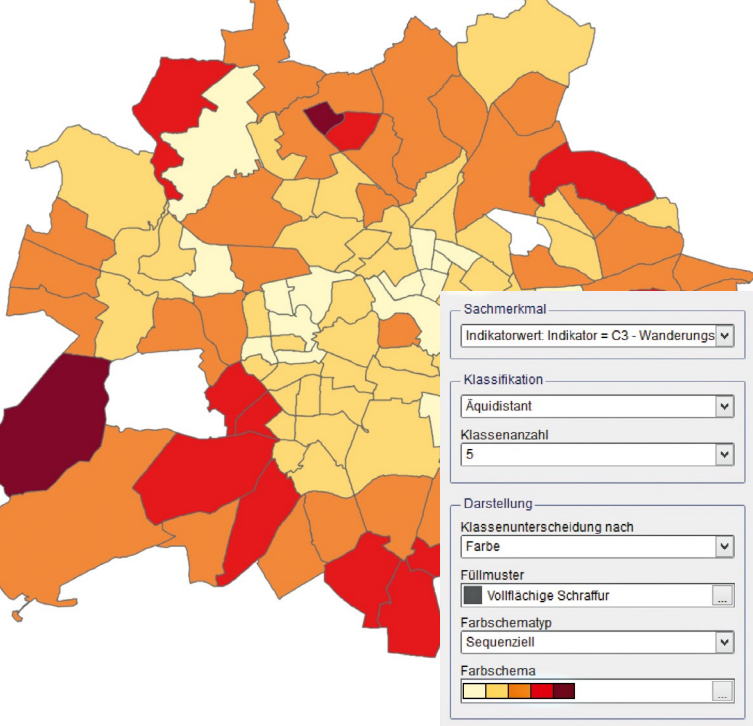 Sachmerkmal
Indikatorwert: Indikator = C3 - Wanderungs
Klassifikation
Äquidistant
Klassenanzahl
5
Darstellung
Klassenunterscheidung nach
Farbe
Füllmuster
Vollflächige Schraffur
...
Farbschematyp
Sequenziell
Farbschema
...